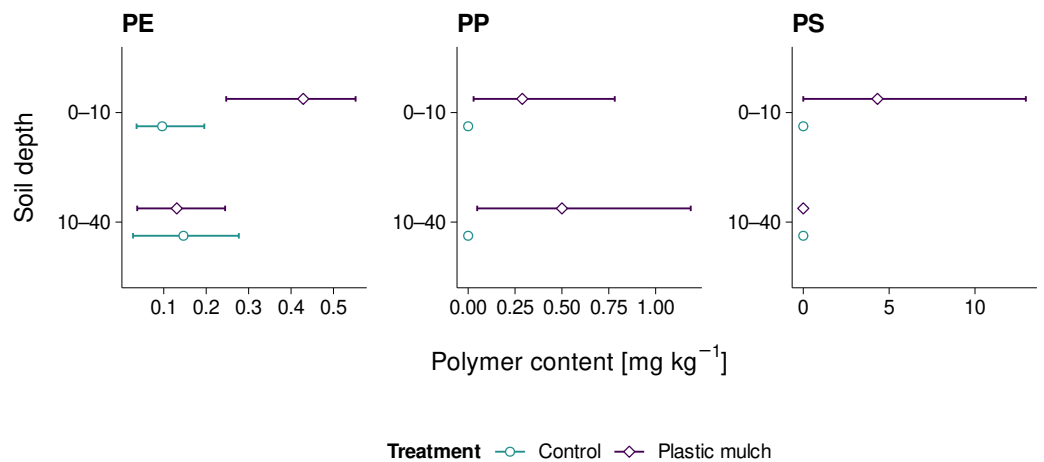 PE PP PS
Soil depth
0–10 0–10 0–10
10–40 10–40 10–40
0.1 0.2 0.3 0.4 0.5 0.00 0.25 0.50 0.75 1.00 0 5 10
Polymer content [mg kg⁻¹]
Treatment Control Plastic mulch